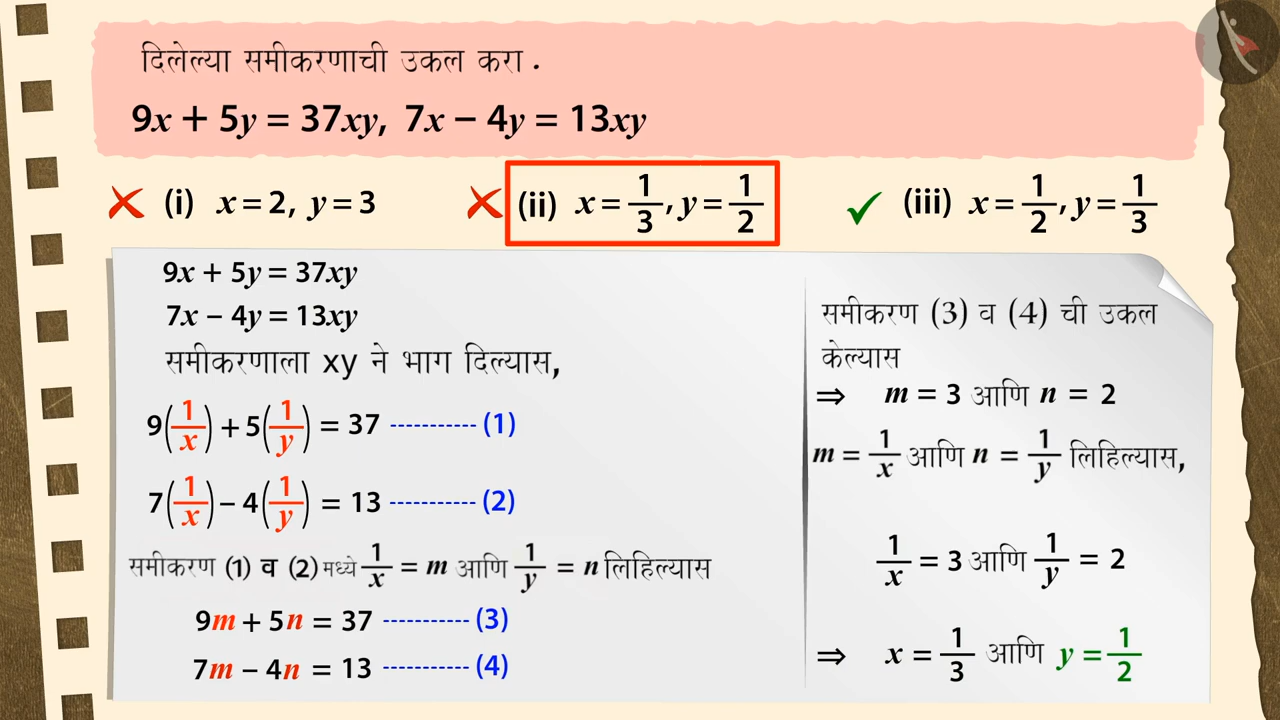 दिलेल्या समीकरणाची उकल करा .
9x + 5y = 37xy, 7x − 4y = 13xy
(i) x = 2, y = 3
(ii) x = 1/3, y = 1/2
(iii) x = 1/2, y = 1/3
9x + 5y = 37xy
7x − 4y = 13xy
समीकरणाला xy ने भाग दिल्यास,
9(1/x) + 5(1/y) = 37 ----------- (1)
7(1/x) − 4(1/y) = 13 ----------- (2)
समीकरण (1) व (2) मध्ये 1/x = m आणि 1/y = n लिहिल्यास
9m + 5n = 37 ----------- (3)
7m − 4n = 13 ----------- (4)
समीकरण (3) व (4) ची उकल
केल्यास
⇒ m = 3 आणि n = 2
m = 1/x आणि n = 1/y लिहिल्यास,
1/x = 3 आणि 1/y = 2
⇒ x = 1/3 आणि y = 1/2